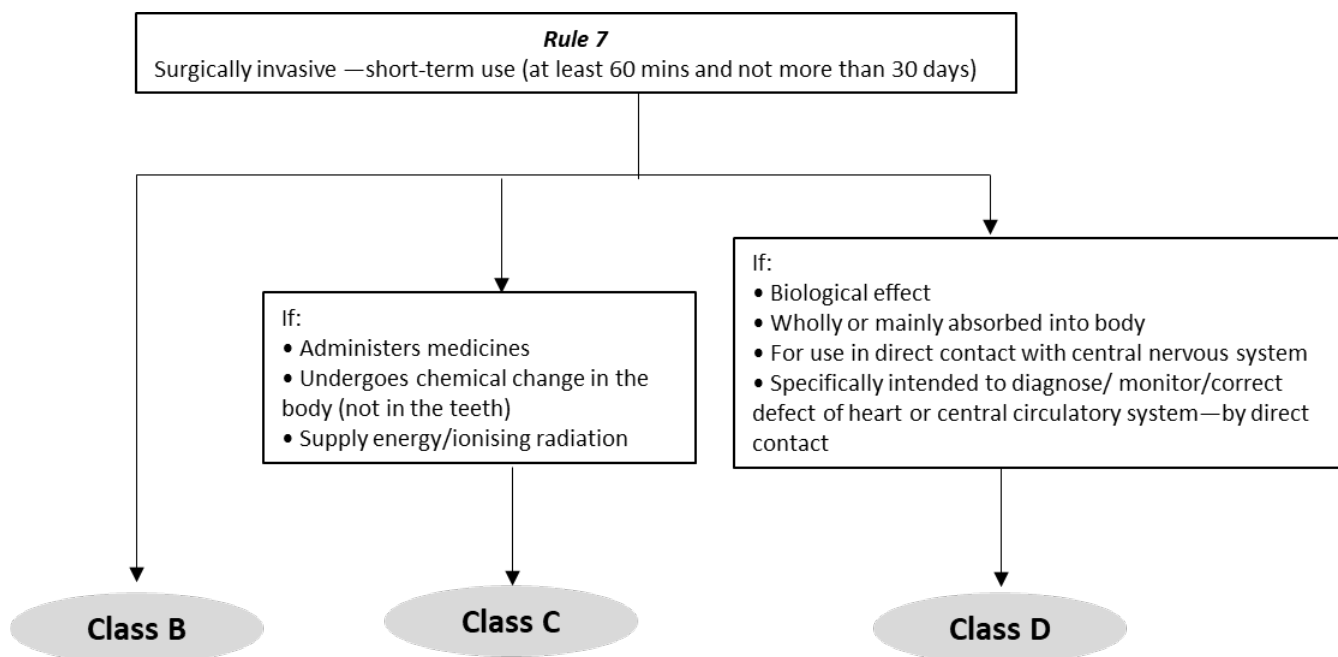 Rule 7
Surgically invasive —short-term use (at least 60 mins and not more than 30 days)
If:
• Administers medicines
• Undergoes chemical change in the
body (not in the teeth)
• Supply energy/ionising radiation
If:
• Biological effect
• Wholly or mainly absorbed into body
• For use in direct contact with central nervous system
• Specifically intended to diagnose/ monitor/correct
defect of heart or central circulatory system—by direct
contact
Class B
Class C
Class D